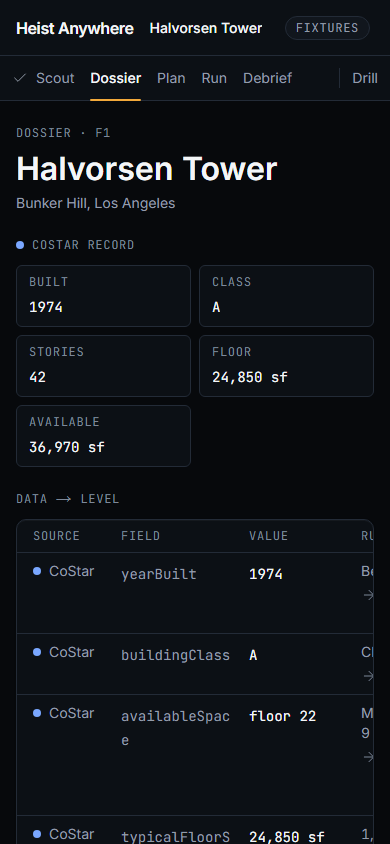 Heist Anywhere Halvorsen Tower FIXTURES
Scout Dossier Plan Run Debrief Drill
DOSSIER · F1
Halvorsen Tower
Bunker Hill, Los Angeles
COSTAR RECORD
BUILT CLASS
1974 A
STORIES FLOOR
42 24,850 sf
AVAILABLE
36,970 sf
DATA → LEVEL
SOURCE FIELD VALUE
CoStar yearBuilt 1974
→
CoStar buildingClass A
→
CoStar availableSpac floor 22
e 9
→
CoStar typicalFloorS 24,850 sf 1,